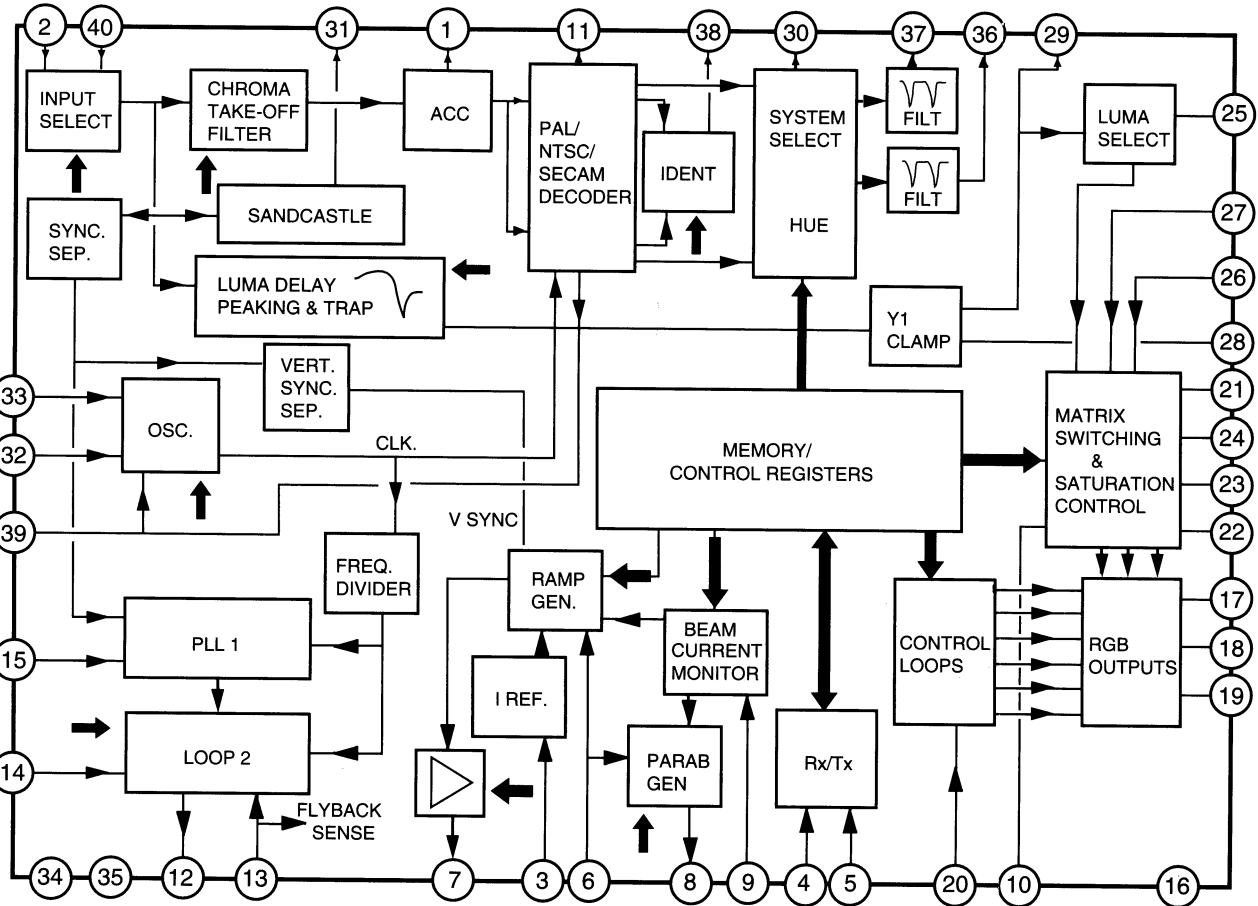 2
40
31
1
11
38
30
37
36
29
INPUT
SELECT
CHROMA
TAKE-OFF
FILTER
ACC
PAL/
NTSC/
SECAM
DECODER
IDENT
SYSTEM
SELECT
HUE
FILT
FILT
LUMA
SELECT
25
SYNC.
SEP.
SANDCASTLE
27
LUMA DELAY
PEAKING & TRAP
26
Y1
CLAMP
28
VERT.
SYNC.
SEP.
33
OSC.
32
CLK.
39
V SYNC
MEMORY/
CONTROL REGISTERS
MATRIX
SWITCHING
&
SATURATION
CONTROL
21
24
23
22
FREQ.
DIVIDER
RAMP
GEN.
BEAM
CURRENT
MONITOR
CONTROL
LOOPS
RGB
OUTPUTS
17
18
19
PLL 1
15
I REF.
LOOP 2
14
PARAB
GEN
Rx/Tx
FLYBACK
SENSE
34
35
12
13
7
3
6
8
9
4
5
20
10
16